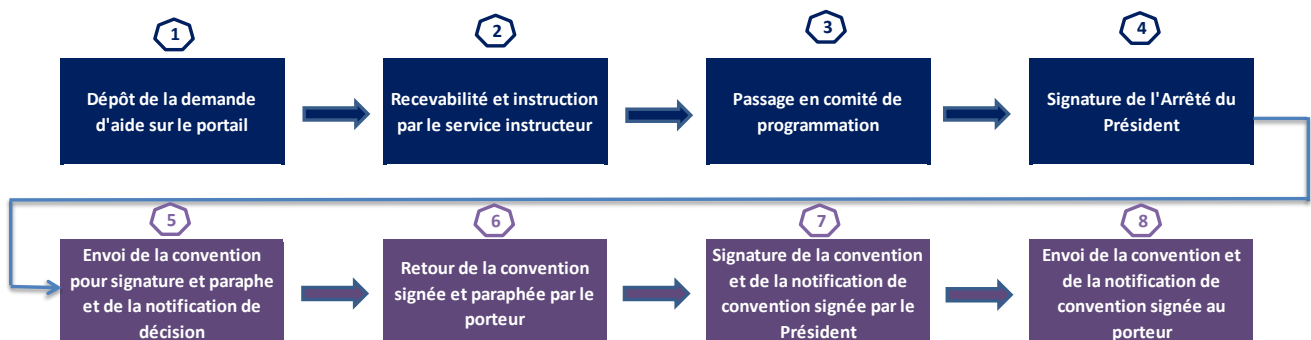 1
Dépôt de la demande
d'aide sur le portail
2
Recevabilité et instruction
par le service instructeur
3
Passage en comité de
programmation
4
Signature de l'Arrêté du
Président
5
Envoi de la convention
pour signature et paraphe
et de la notification de
décision
6
Retour de la convention
signée et paraphée par le
porteur
7
Signature de la convention
et de la notification de
convention signée par le
Président
8
Envoi de la convention et
de la notification de
convention signée au
porteur